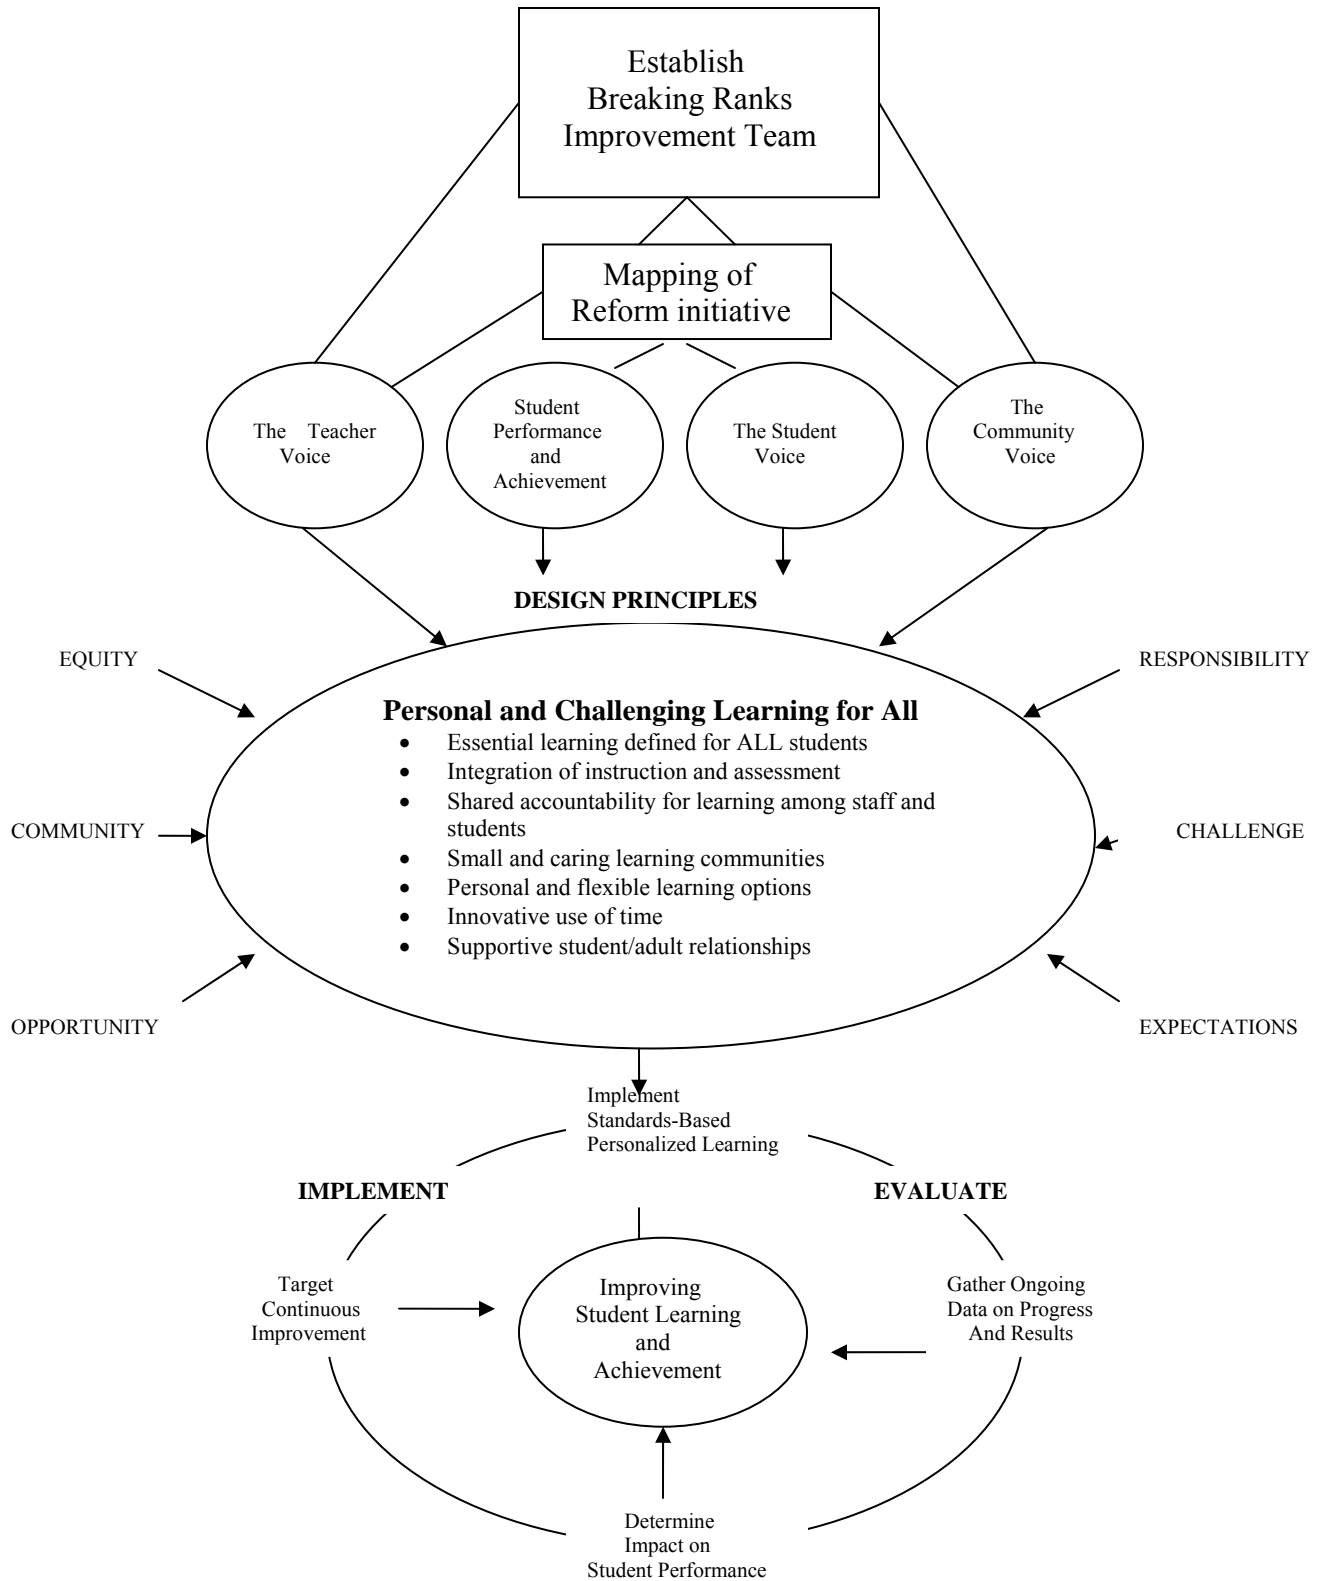 Establish
Breaking Ranks
Improvement Team
Mapping of
Reform initiative
The Teacher
Voice
Student
Performance
and
Achievement
The Student
Voice
The
Community
Voice
DESIGN PRINCIPLES
EQUITY
RESPONSIBILITY
Personal and Challenging Learning for All
• Essential learning defined for ALL students
• Integration of instruction and assessment
• Shared accountability for learning among staff and
students
• Small and caring learning communities
• Personal and flexible learning options
• Innovative use of time
• Supportive student/adult relationships
COMMUNITY
CHALLENGE
OPPORTUNITY
EXPECTATIONS
Implement
Standards-Based
Personalized Learning
IMPLEMENT
EVALUATE
Target
Continuous
Improvement
Improving
Student Learning
and
Achievement
Gather Ongoing
Data on Progress
And Results
Determine
Impact on
Student Performance